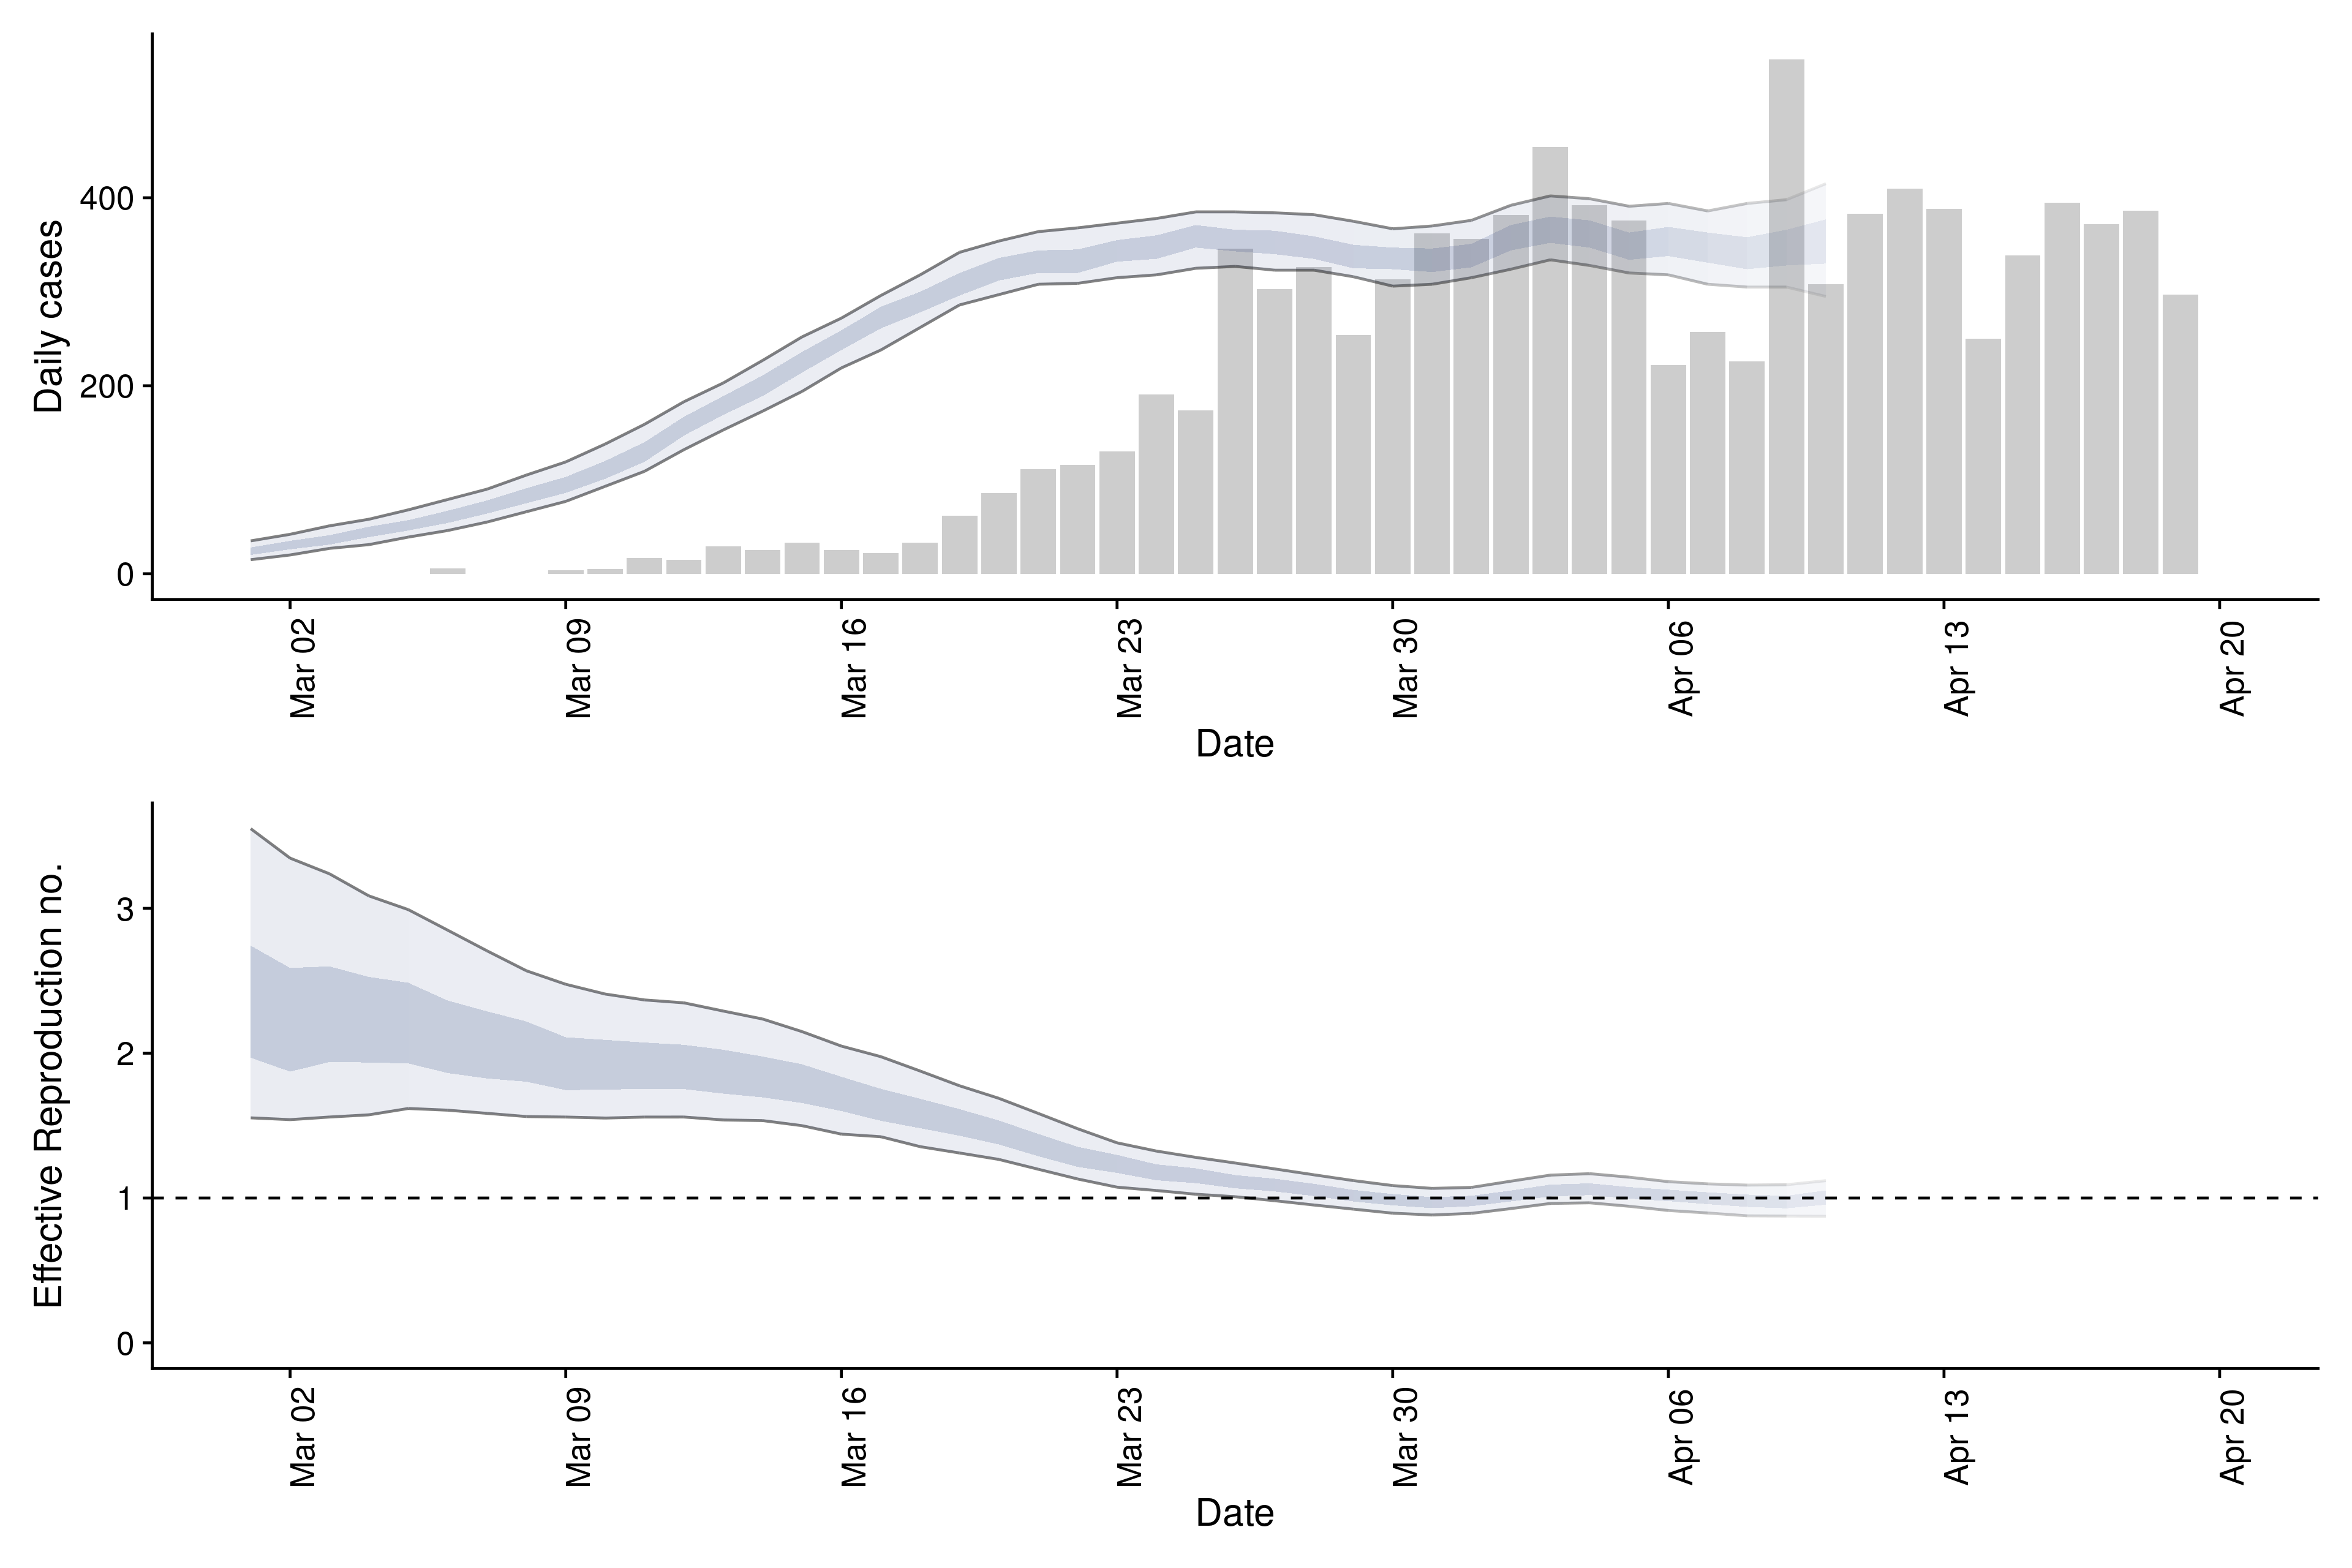 Daily cases
400
200
0
Mar 02
Mar 09
Mar 16
Mar 23
Mar 30
Apr 06
Apr 13
Apr 20
Date
Effective Reproduction no.
3
2
1
0
Mar 02
Mar 09
Mar 16
Mar 23
Mar 30
Apr 06
Apr 13
Apr 20
Date